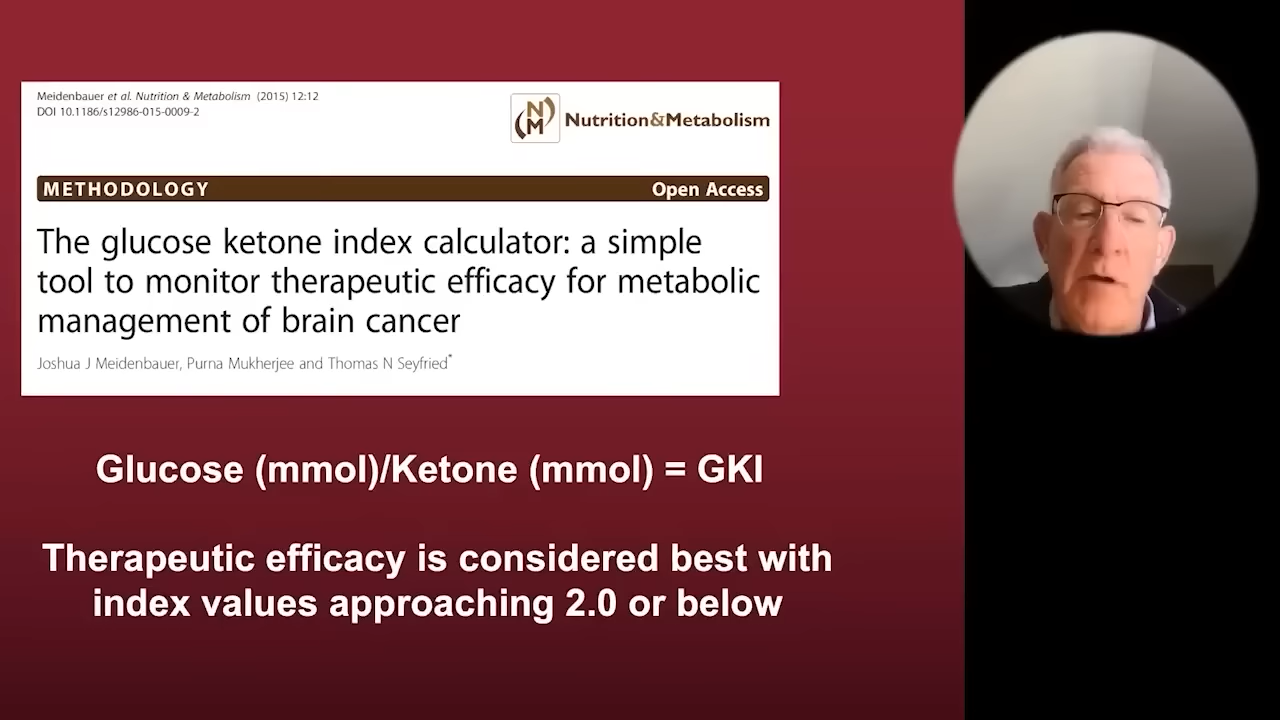 Meidenbauer et al. Nutrition & Metabolism (2015) 12:12
DOI 10.1186/s12986-015-0009-2
NM
Nutrition&Metabolism
METHODOLOGY
Open Access
The glucose ketone index calculator: a simple
tool to monitor therapeutic efficacy for metabolic
management of brain cancer
Joshua J Meidenbauer, Purna Mukherjee and Thomas N Seyfried*
Glucose (mmol)/Ketone (mmol) = GKI
Therapeutic efficacy is considered best with
index values approaching 2.0 or below